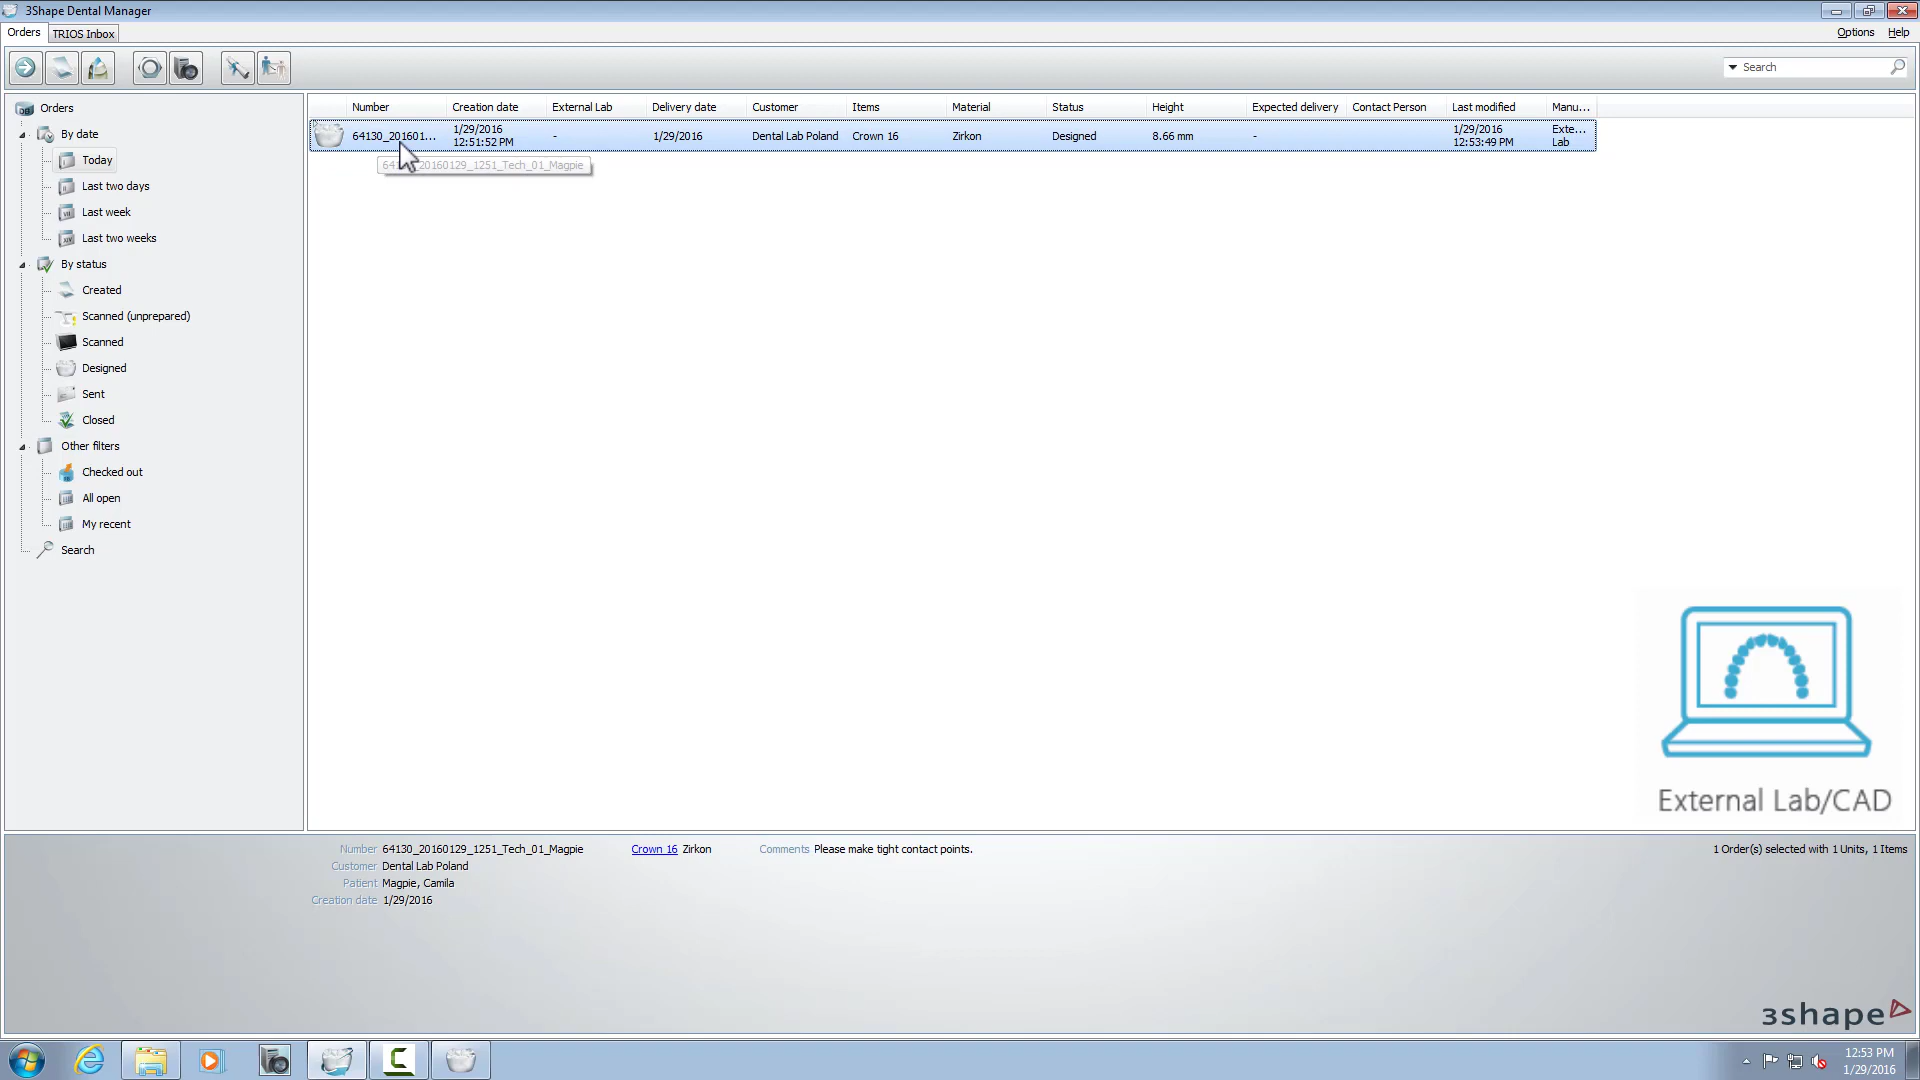 3Shape Dental Manager
Orders TRIOS Inbox Options Help
Search
Orders
By date
Today
Last two days
Last week
Last two weeks
By status
Created
Scanned (unprepared)
Scanned
Designed
Sent
Closed
Other filters
Checked out
All open
My recent
Search
Number Creation date External Lab Delivery date Customer Items Material Status Height Expected delivery Contact Person Last modified Manu...
64130_201601... 1/29/2016 12:51:52 PM - 1/29/2016 Dental Lab Poland Crown 16 Zirkon Designed 8.66 mm - 1/29/2016 12:53:49 PM Exte... Lab
External Lab/CAD
Number 64130_20160129_1251_Tech_01_Magpie Crown 16 Zirkon Comments Please make tight contact points. 1 Order(s) selected with 1 Units, 1 Items
Customer Dental Lab Poland
Patient Magpie, Camila
Creation date 1/29/2016
3shape
12:53 PM
1/29/2016